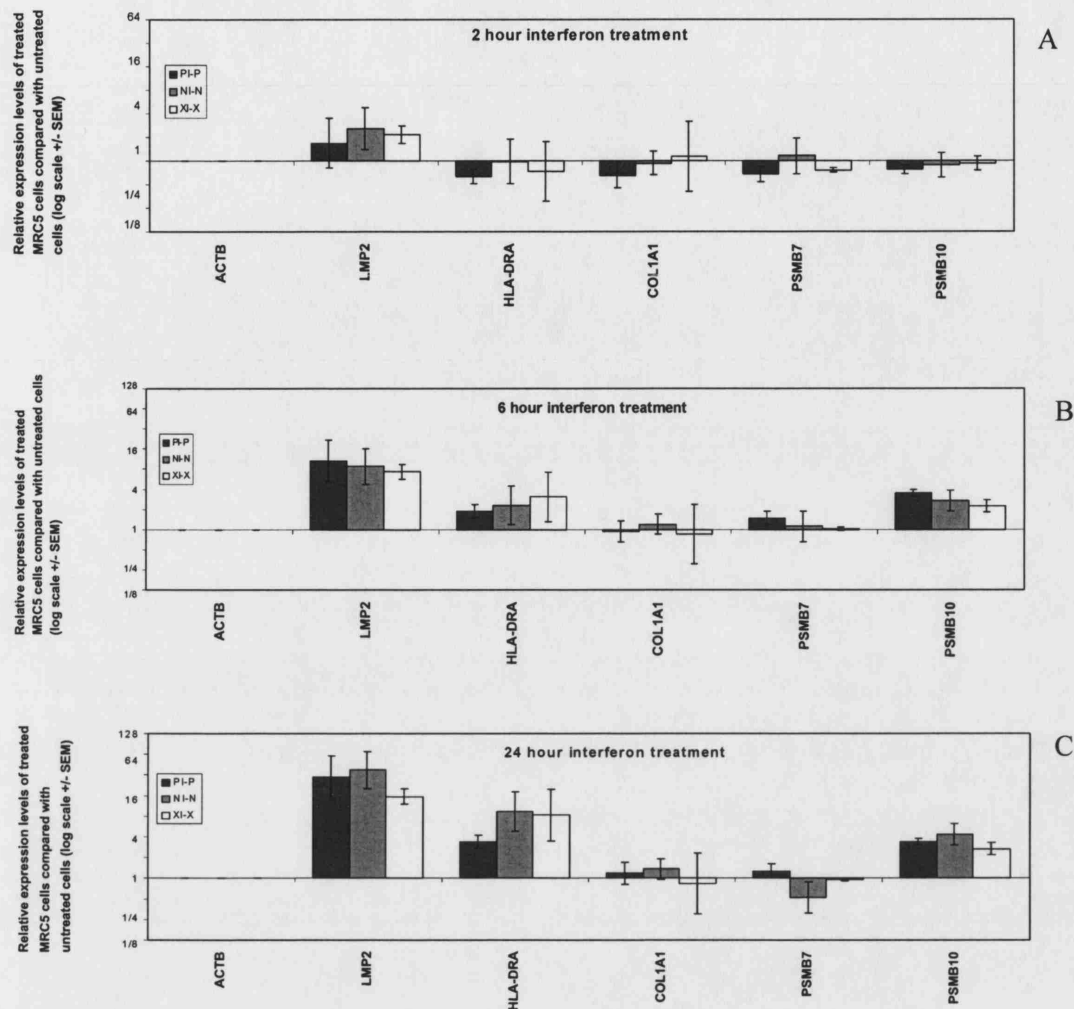 2 hour interferon treatment
A
Relative expression levels of treated
MRC5 cells compared with untreated
cells (log scale +/- SEM)
64
16
4
1
1/4
1/8
PI-P
NI-N
XI-X
ACTB
LMP2
HLA-DRA
COL1A1
PSMB7
PSMB10
6 hour interferon treatment
B
Relative expression levels of treated
MRC5 cells compared with untreated cells
(log scale +/- SEM)
128
64
16
4
1
1/4
1/8
PI-P
NI-N
XI-X
ACTB
LMP2
HLA-DRA
COL1A1
PSMB7
PSMB10
24 hour interferon treatment
C
Relative expression levels of treated
MRC5 cells compared with
untreated cells (log scale +/- SEM)
128
64
16
4
1
1/4
1/8
PI-P
NI-N
XI-X
ACTB
LMP2
HLA-DRA
COL1A1
PSMB7
PSMB10